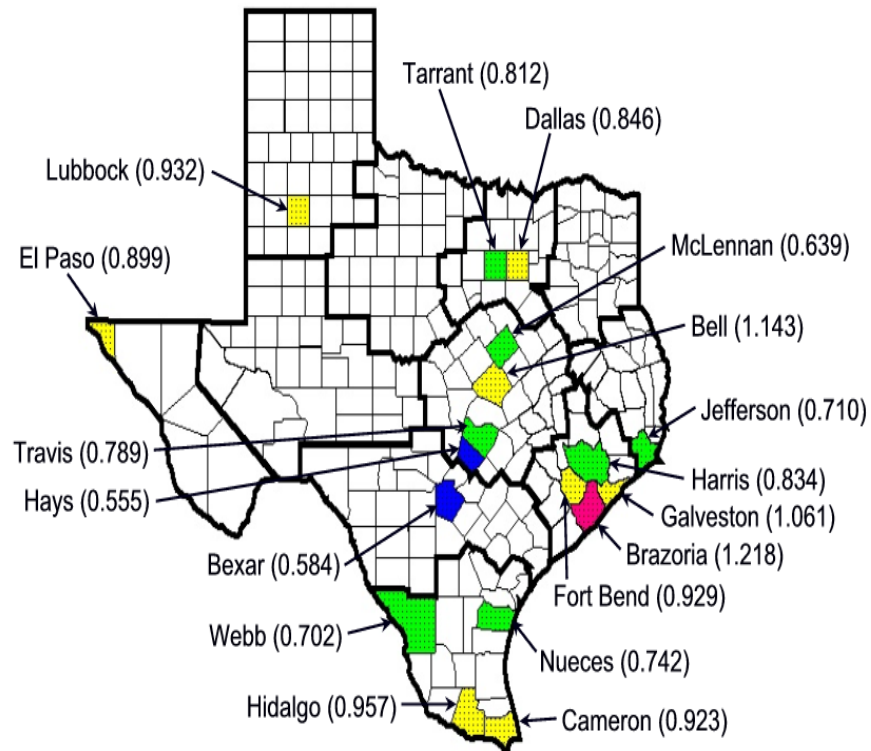 Tarrant (0.812)
Dallas (0.846)
Lubbock (0.932)
McLennan (0.639)
El Paso (0.899)
Bell (1.143)
Jefferson (0.710)
Travis (0.789)
Harris (0.834)
Hays (0.555)
Galveston (1.061)
Brazoria (1.218)
Bexar (0.584)
Fort Bend (0.929)
Webb (0.702)
Nueces (0.742)
Hidalgo (0.957)
Cameron (0.923)